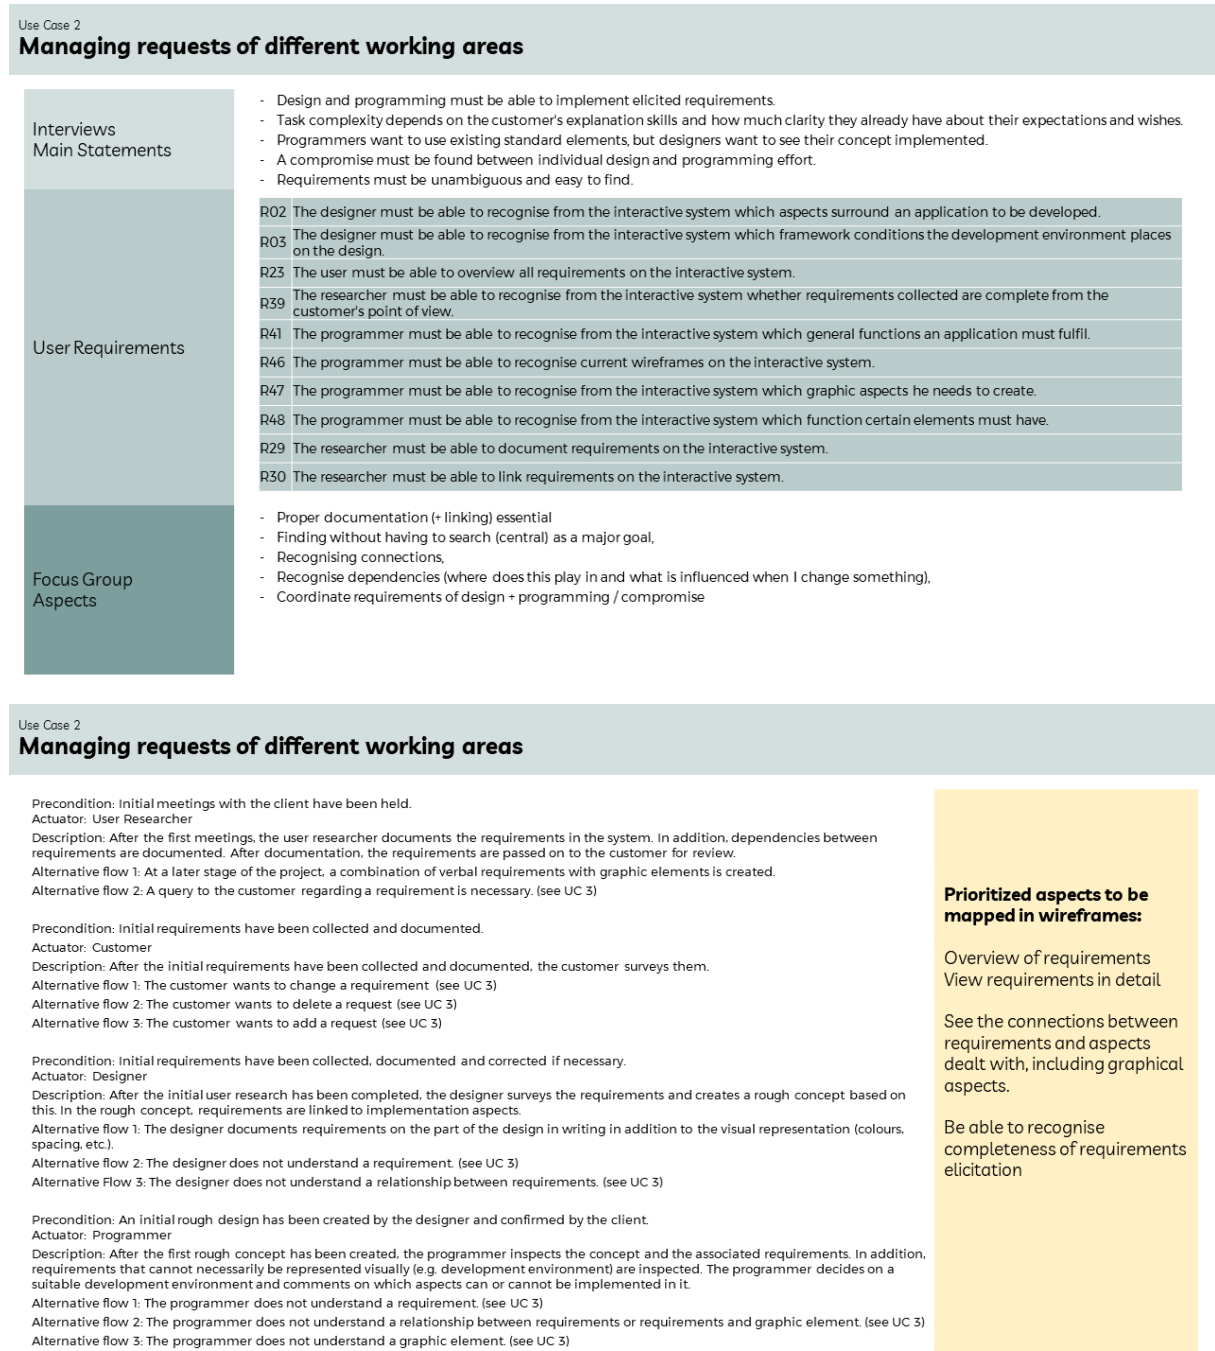 Use Case 2
Managing requests of different working areas
Interviews
Main Statements
- Design and programming must be able to implement elicited requirements.
- Task complexity depends on the customer's explanation skills and how much clarity they already have about their expectations and wishes.
- Programmers want to use existing standard elements, but designers want to see their concept implemented.
- A compromise must be found between individual design and programming effort.
- Requirements must be unambiguous and easy to find.
User Requirements
R02 The designer must be able to recognise from the interactive system which aspects surround an application to be developed.
R03 The designer must be able to recognise from the interactive system which framework conditions the development environment places
on the design.
R23 The user must be able to overview all requirements on the interactive system.
R39 The researcher must be able to recognise from the interactive system whether requirements collected are complete from the
customer's point of view.
R41 The programmer must be able to recognise from the interactive system which general functions an application must fulfil.
R46 The programmer must be able to recognise current wireframes on the interactive system.
R47 The programmer must be able to recognise from the interactive system which graphic aspects he needs to create.
R48 The programmer must be able to recognise from the interactive system which function certain elements must have.
R29 The researcher must be able to document requirements on the interactive system.
R30 The researcher must be able to link requirements on the interactive system.
Focus Group
Aspects
- Proper documentation (+ linking) essential
- Finding without having to search (central) as a major goal,
- Recognising connections,
- Recognise dependencies (where does this play in and what is influenced when I change something),
- Coordinate requirements of design + programming / compromise
Use Case 2
Managing requests of different working areas
Precondition: Initial meetings with the client have been held.
Actuator: User Researcher
Description: After the first meetings, the user researcher documents the requirements in the system. In addition, dependencies between
requirements are documented. After documentation, the requirements are passed on to the customer for review.
Alternative flow 1: At a later stage of the project, a combination of verbal requirements with graphic elements is created.
Alternative flow 2: A query to the customer regarding a requirement is necessary. (see UC 3)
Precondition: Initial requirements have been collected and documented.
Actuator: Customer
Description: After the initial requirements have been collected and documented, the customer surveys them.
Alternative flow 1: The customer wants to change a requirement (see UC 3)
Alternative flow 2: The customer wants to delete a request (see UC 3)
Alternative flow 3: The customer wants to add a request (see UC 3)
Precondition: Initial requirements have been collected, documented and corrected if necessary.
Actuator: Designer
Description: After the initial user research has been completed, the designer surveys the requirements and creates a rough concept based on
this. In the rough concept, requirements are linked to implementation aspects.
Alternative flow 1: The designer documents requirements on the part of the design in writing in addition to the visual representation (colours,
spacing, etc.).
Alternative flow 2: The designer does not understand a requirement. (see UC 3)
Alternative Flow 3: The designer does not understand a relationship between requirements. (see UC 3)
Precondition: An initial rough design has been created by the designer and confirmed by the client.
Actuator: Programmer
Description: After the first rough concept has been created, the programmer inspects the concept and the associated requirements. In addition,
requirements that cannot necessarily be represented visually (e.g. development environment) are inspected. The programmer decides on a
suitable development environment and comments on which aspects can or cannot be implemented in it.
Alternative flow 1: The programmer does not understand a requirement. (see UC 3)
Alternative flow 2: The programmer does not understand a relationship between requirements or requirements and graphic element. (see UC 3)
Alternative flow 3: The programmer does not understand a graphic element. (see UC 3)
Prioritized aspects to be
mapped in wireframes:
Overview of requirements
View requirements in detail
See the connections between
requirements and aspects
dealt with, including graphical
aspects.
Be able to recognise
completeness of requirements
elicitation